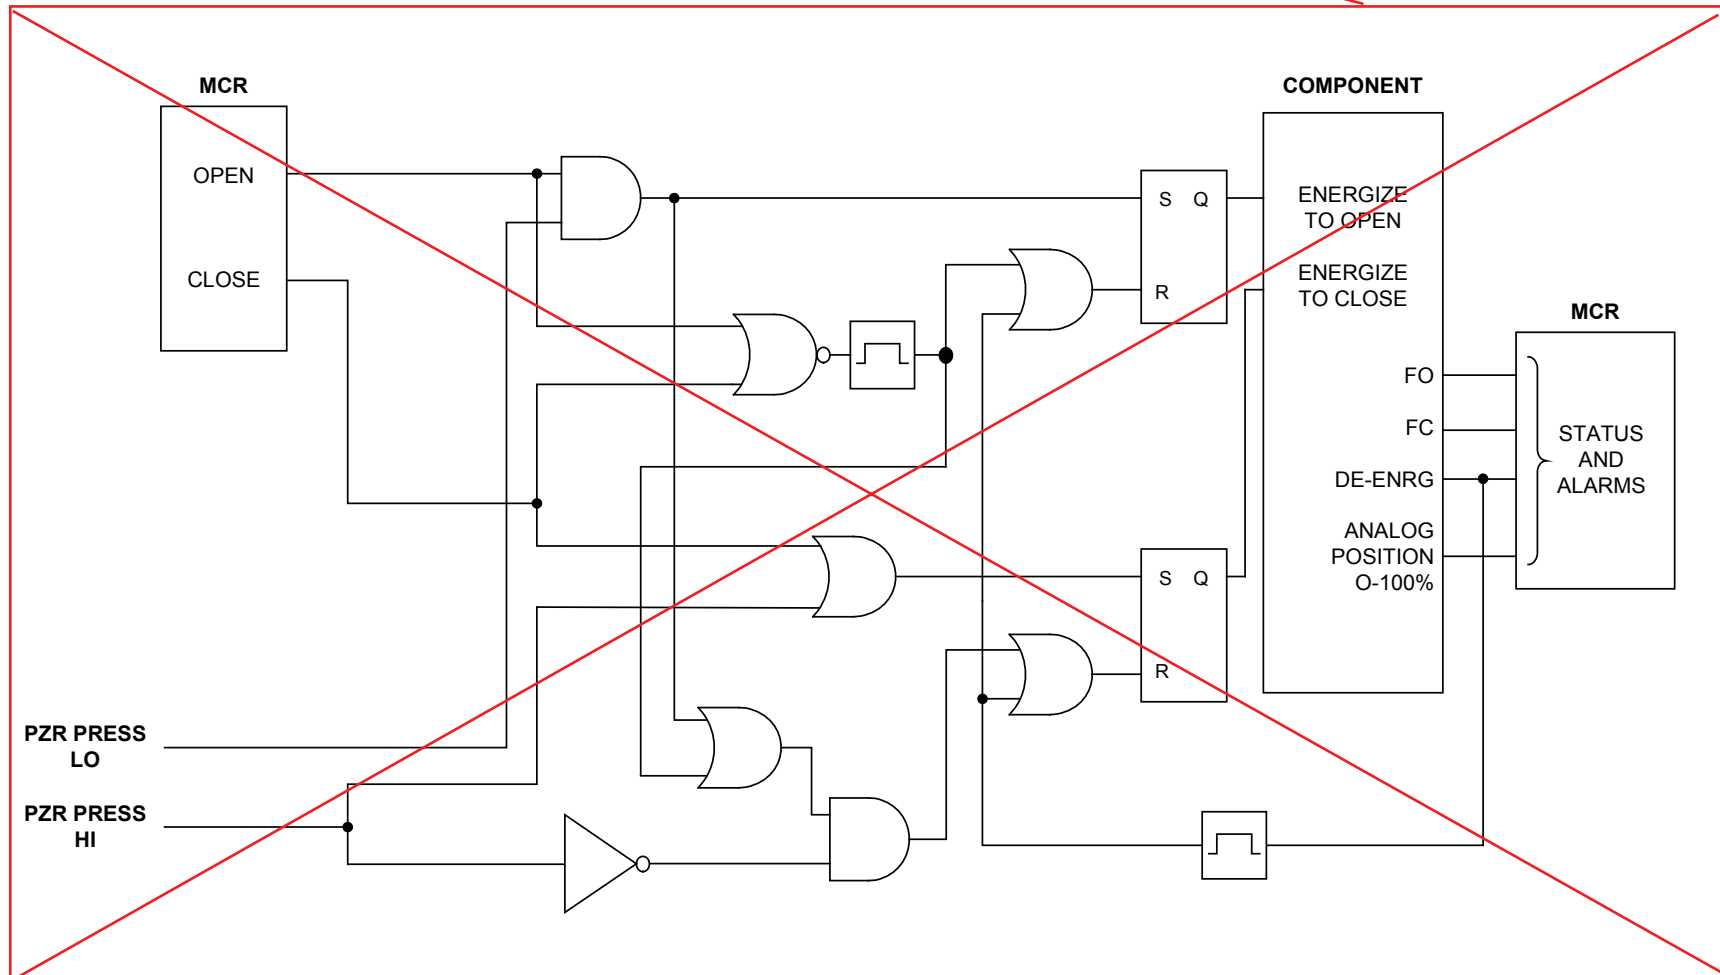 MCR
OPEN
CLOSE
PZR PRESS
LO
PZR PRESS
HI
S Q
R
S Q
R
COMPONENT
ENERGIZE
TO OPEN
ENERGIZE
TO CLOSE
FO
FC
DE-ENRG
ANALOG
POSITION
O-100%
MCR
STATUS
AND
ALARMS